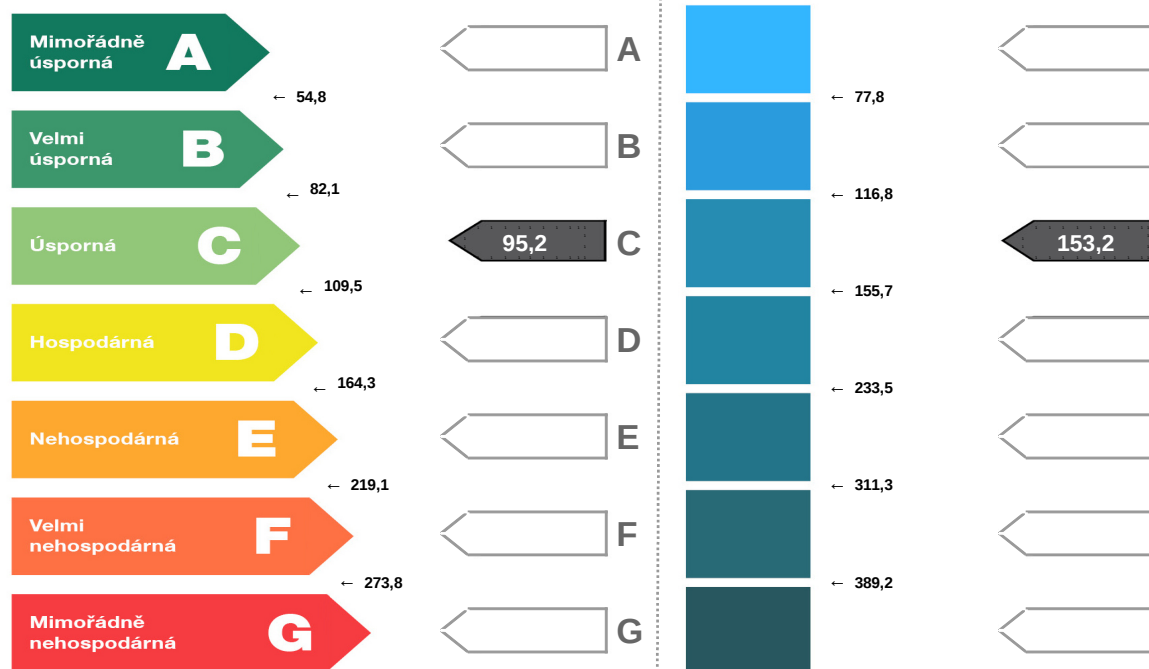 Mimořádně
úsporná
A
A
← 54,8
← 77,8
Velmi
úsporná
B
B
← 82,1
← 116,8
Úsporná
C
95,2
C
153,2
← 109,5
← 155,7
Hospodárná
D
D
← 164,3
← 233,5
Nehospodárná
E
E
← 219,1
← 311,3
Velmi
nehospodárná
F
F
← 273,8
← 389,2
Mimořádně
nehospodárná
G
G